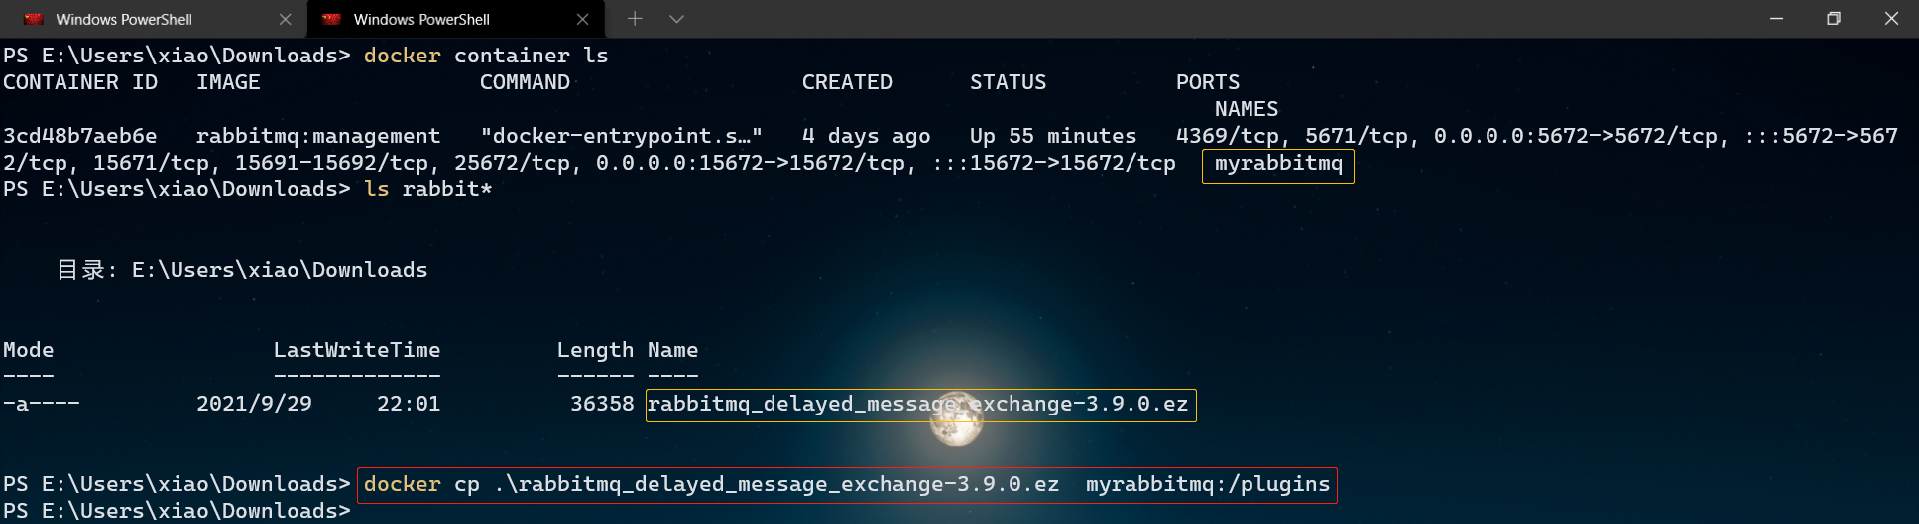 Windows PowerShell
Windows PowerShell
PS E:\Users\xiao\Downloads> docker container ls
CONTAINER ID   IMAGE                 COMMAND                  CREATED      STATUS          PORTS
NAMES
3cd48b7aeb6e   rabbitmq:management   "docker-entrypoint.s…"   4 days ago   Up 55 minutes   4369/tcp, 5671/tcp, 0.0.0.0:5672->5672/tcp, :::5672->567
2/tcp, 15671/tcp, 15691-15692/tcp, 25672/tcp, 0.0.0.0:15672->15672/tcp, :::15672->15672/tcp   myrabbitmq
PS E:\Users\xiao\Downloads> ls rabbit*
目录: E:\Users\xiao\Downloads
Mode                 LastWriteTime         Length Name
----                 -------------         ------ ----
-a----         2021/9/29     22:01          36358 rabbitmq_delayed_message_exchange-3.9.0.ez
PS E:\Users\xiao\Downloads> docker cp .\rabbitmq_delayed_message_exchange-3.9.0.ez  myrabbitmq:/plugins
PS E:\Users\xiao\Downloads>